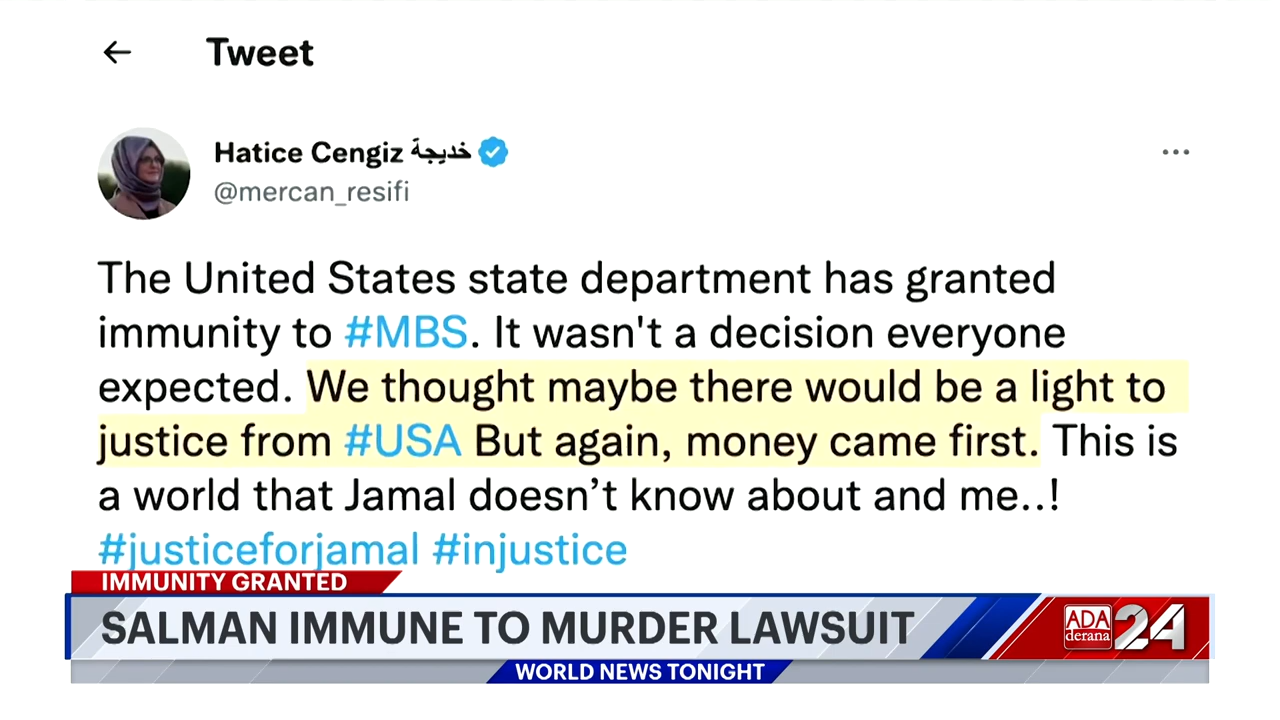 Tweet
Hatice Cengiz خديجة
@mercan_resifi
The United States state department has granted
immunity to #MBS. It wasn't a decision everyone
expected. We thought maybe there would be a light to
justice from #USA But again, money came first. This is
a world that Jamal doesn’t know about and me..!
#justiceforjamal #injustice
IMMUNITY GRANTED
SALMAN IMMUNE TO MURDER LAWSUIT
ADA
derana
24
WORLD NEWS TONIGHT